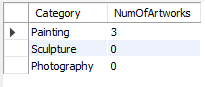 Category NumOfArtworks
Painting 3
Sculpture 0
Photography 0